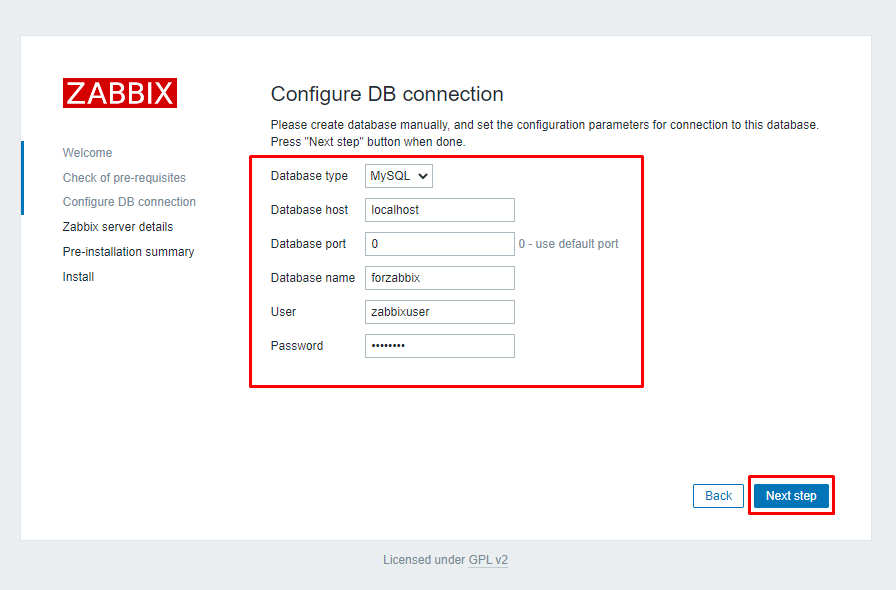 ZABBIX
Welcome
Check of pre-requisites
Configure DB connection
Zabbix server details
Pre-installation summary
Install
Configure DB connection
Please create database manually, and set the configuration parameters for connection to this database.
Press "Next step" button when done.
Database type MySQL
Database host localhost
Database port 0 0 - use default port
Database name forzabbix
User zabbixuser
Password ••••••••
Back Next step
Licensed under GPL v2